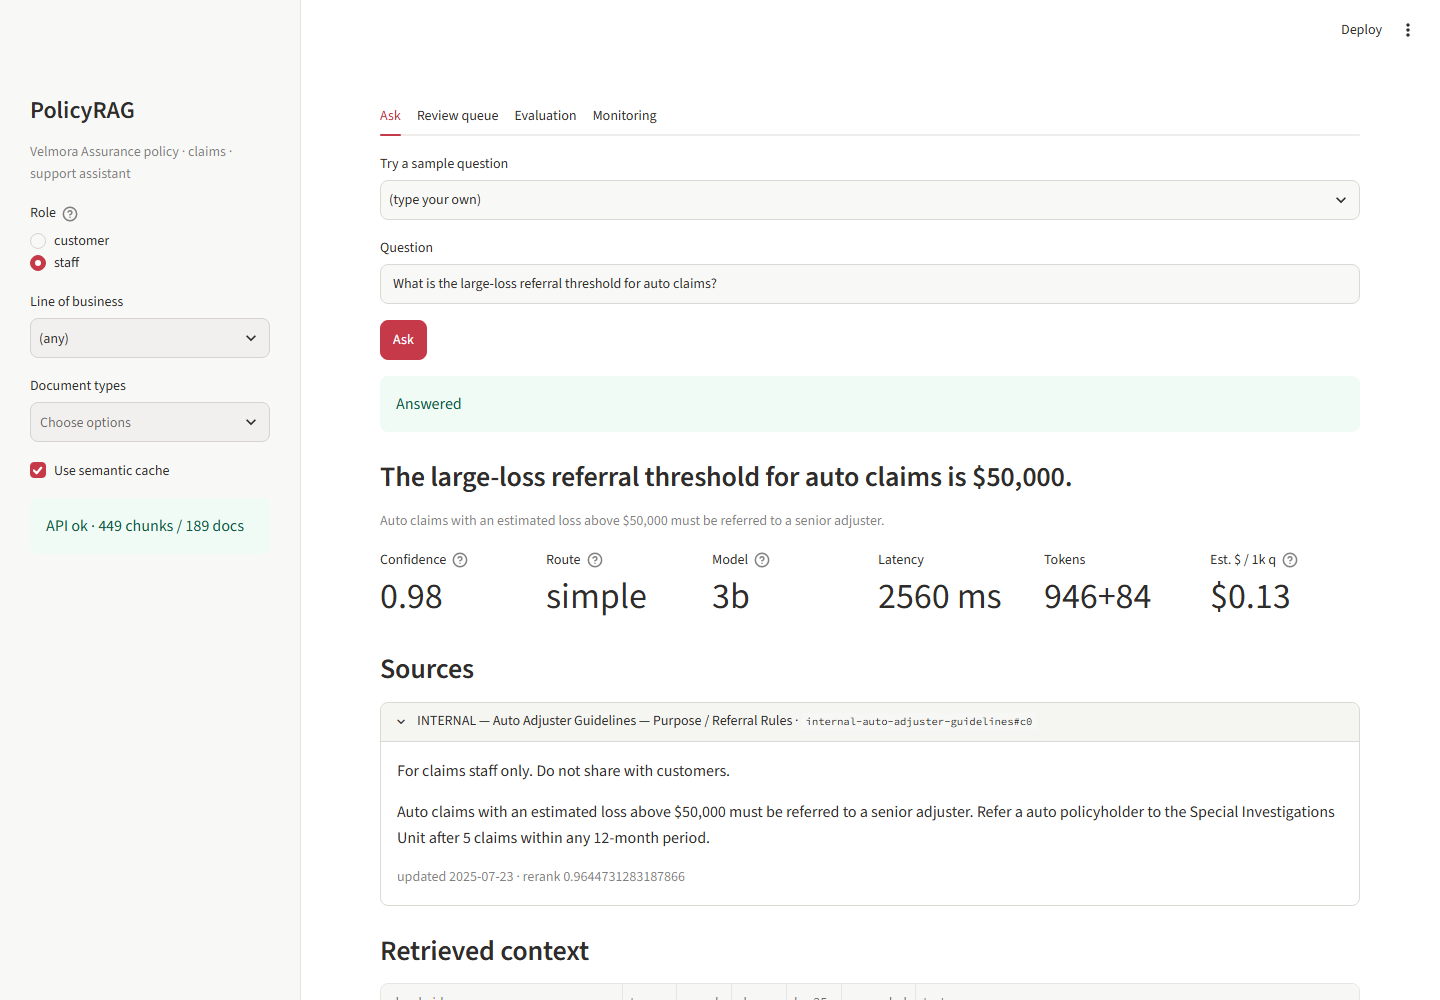 Deploy
PolicyRAG
Velmora Assurance policy · claims ·
support assistant
Role
customer
staff
Line of business
(any)
Document types
Choose options
Use semantic cache
API ok · 449 chunks / 189 docs
Ask Review queue Evaluation Monitoring
Try a sample question
(type your own)
Question
What is the large-loss referral threshold for auto claims?
Ask
Answered
The large-loss referral threshold for auto claims is $50,000.
Auto claims with an estimated loss above $50,000 must be referred to a senior adjuster.
Confidence Route Model Latency Tokens Est. $ / 1k q
0.98 simple 3b 2560 ms 946+84 $0.13
Sources
INTERNAL — Auto Adjuster Guidelines — Purpose / Referral Rules · internal-auto-adjuster-guidelines#c0
For claims staff only. Do not share with customers.
Auto claims with an estimated loss above $50,000 must be referred to a senior adjuster. Refer a auto policyholder to the Special Investigations
Unit after 5 claims within any 12-month period.
updated 2025-07-23 · rerank 0.9644731283187866
Retrieved context